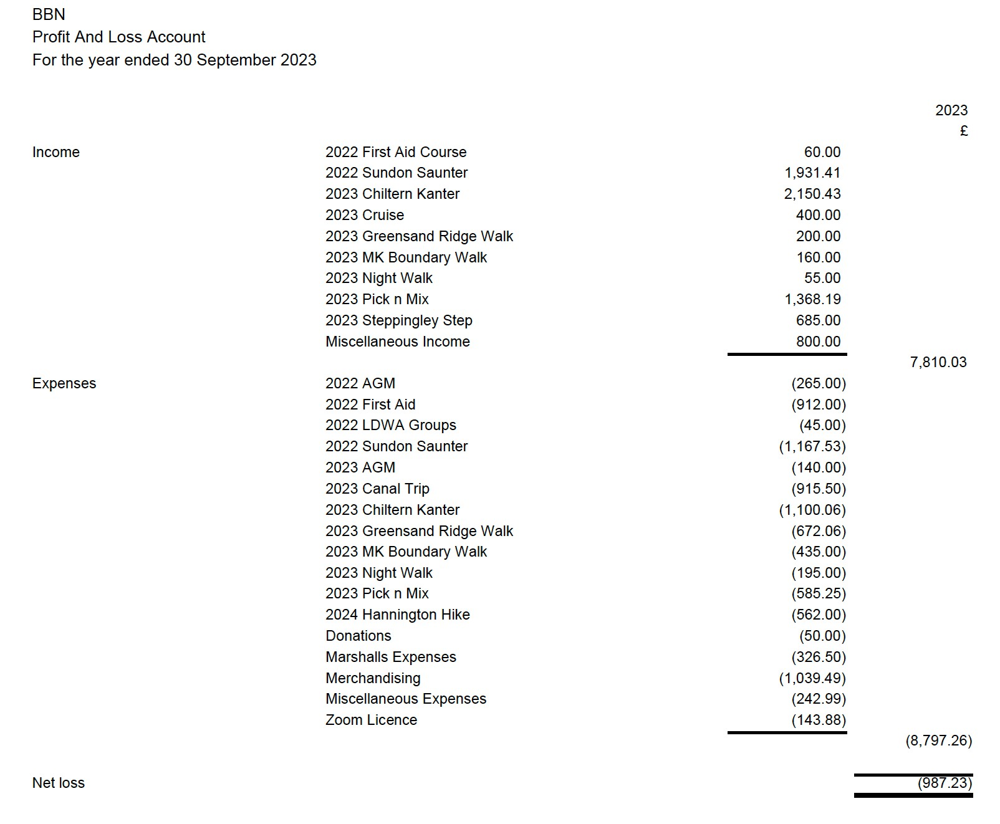 BBN
Profit And Loss Account
For the year ended 30 September 2023
2023
£
Income 2022 First Aid Course 60.00
2022 Sundon Saunter 1,931.41
2023 Chiltern Kanter 2,150.43
2023 Cruise 400.00
2023 Greensand Ridge Walk 200.00
2023 MK Boundary Walk 160.00
2023 Night Walk 55.00
2023 Pick n Mix 1,368.19
2023 Steppingley Step 685.00
Miscellaneous Income 800.00
7,810.03
Expenses 2022 AGM (265.00)
2022 First Aid (912.00)
2022 LDWA Groups (45.00)
2022 Sundon Saunter (1,167.53)
2023 AGM (140.00)
2023 Canal Trip (915.50)
2023 Chiltern Kanter (1,100.06)
2023 Greensand Ridge Walk (672.06)
2023 MK Boundary Walk (435.00)
2023 Night Walk (195.00)
2023 Pick n Mix (585.25)
2024 Hannington Hike (562.00)
Donations (50.00)
Marshalls Expenses (326.50)
Merchandising (1,039.49)
Miscellaneous Expenses (242.99)
Zoom Licence (143.88)
(8,797.26)
Net loss (987.23)